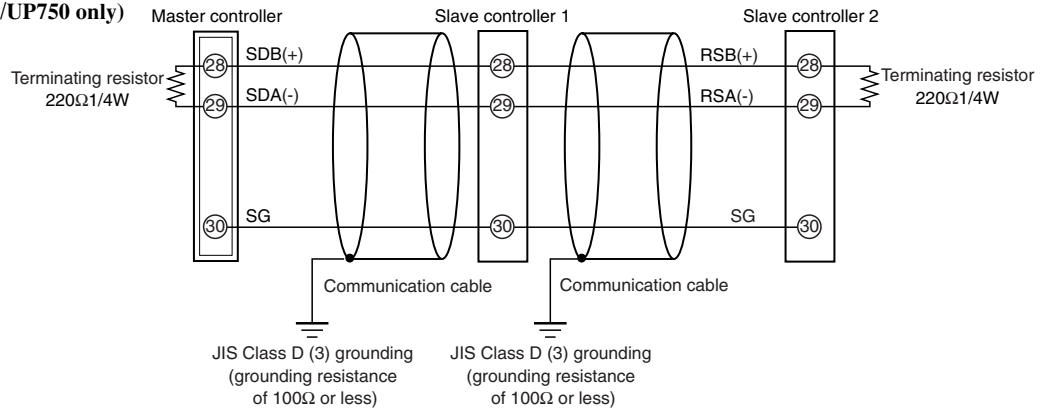 /UP750 only)
Master controller
Slave controller 1
Slave controller 2
28
SDB(+)
28
RSB(+)
28
Terminating resistor
220Ω1/4W
29
SDA(-)
29
RSA(-)
29
Terminating resistor
220Ω1/4W
30
SG
30
SG
30
Communication cable
Communication cable
JIS Class D (3) grounding
(grounding resistance
of 100Ω or less)
JIS Class D (3) grounding
(grounding resistance
of 100Ω or less)